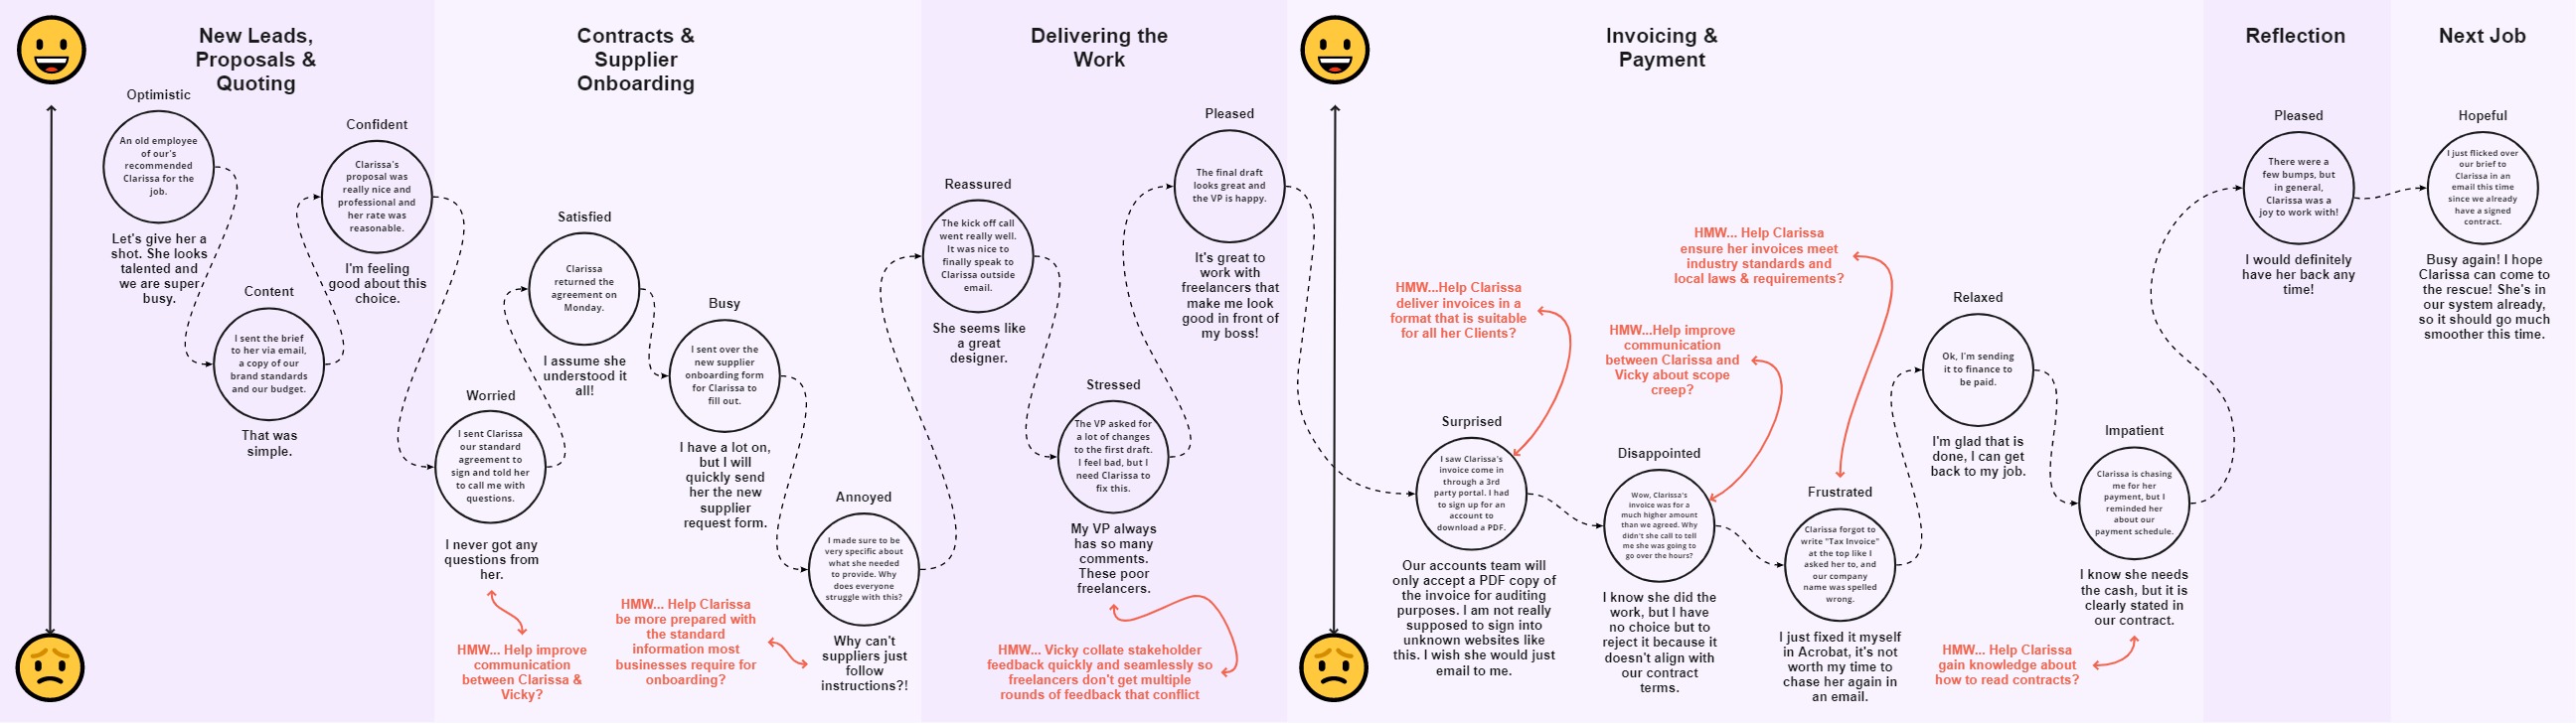 New Leads,
Proposals &
Quoting
Optimistic
An old employee
of our's
recommended
Clarissa for the
job.
Let's give her a
shot. She looks
talented and
we are super
busy.
Content
I sent the brief
to her via email,
a copy of our
brand standards
and our budget.
That was
simple.
Confident
Clarissa's
proposal was
really nice and
professional and
her rate was
reasonable.
I'm feeling
good about this
choice.
Contracts &
Supplier
Onboarding
Worried
I sent Clarissa
our standard
agreement to
sign and told her
to call me with
questions.
I never got any
questions from
her.
HMW... Help improve
communication
between Clarissa &
Vicky?
Satisfied
Clarissa
returned the
agreement on
Monday.
I assume she
understood it
all!
Busy
I sent over the
new supplier
onboarding form
for Clarissa to
fill out.
I have a lot on,
but I will
quickly send
her the new
supplier
request form.
HMW... Help Clarissa
be more prepared with
the standard
information most
businesses require for
onboarding?
Annoyed
I made sure to be
very specific about
what she needed
to provide. Why
does everyone
struggle with this?
Why can't
suppliers just
follow
instructions?!
Delivering the
Work
Reassured
The kick off call
went really well.
It was nice to
finally speak to
Clarissa outside
email.
She seems like
a great
designer.
Stressed
The VP asked for
a lot of changes
to the first draft.
I feel bad, but I
need Clarissa to
fix this.
My VP always
has so many
comments.
These poor
freelancers.
HMW... Vicky collate stakeholder
feedback quickly and seamlessly so
freelancers don't get multiple
rounds of feedback that conflict
Pleased
The final draft
looks great and
the VP is happy.
It's great to
work with
freelancers that
make me look
good in front of
my boss!
Invoicing &
Payment
HMW...Help Clarissa
deliver invoices in a
format that is suitable
for all her Clients?
Surprised
I saw Clarissa's
invoice come in
through a 3rd
party portal. I had
to sign up for an
account to
download a PDF.
Our accounts team will
only accept a PDF copy of
the invoice for auditing
purposes. I am not really
supposed to sign into
unknown websites like
this. I wish she would just
email to me.
HMW...Help improve
communication
between Clarissa and
Vicky about scope
creep?
Disappointed
Wow, Clarissa's
invoice was for a
much higher amount
than we agreed. Why
didn't she call to tell
me she was going to
go over the hours?
I know she did the
work, but I have
no choice but to
reject it because it
doesn't align with
our contract
terms.
HMW... Help Clarissa
ensure her invoices meet
industry standards and
local laws & requirements?
Frustrated
Clarissa forgot to
write "Tax Invoice"
at the top like I
asked her to, and
our company
name was spelled
wrong.
I just fixed it myself
in Acrobat, it's not
worth my time to
chase her again in
an email.
Relaxed
Ok, I'm sending
it to finance to
be paid.
I'm glad that is
done, I can get
back to my job.
Impatient
Clarissa is chasing
me for her
payment, but I
reminded her
about our
payment schedule.
I know she needs
the cash, but it is
clearly stated in
our contract.
HMW... Help Clarissa
gain knowledge about
how to read contracts?
Reflection
Pleased
There were a
few bumps, but
in general,
Clarissa was a
joy to work with!
I would definitely
have her back any
time!
Next Job
Hopeful
I just flicked over
our brief to
Clarissa in an
email this time
since we already
have a signed
contract.
Busy again! I hope
Clarissa can come to
the rescue! She's in
our system already,
so it should go much
smoother this time.